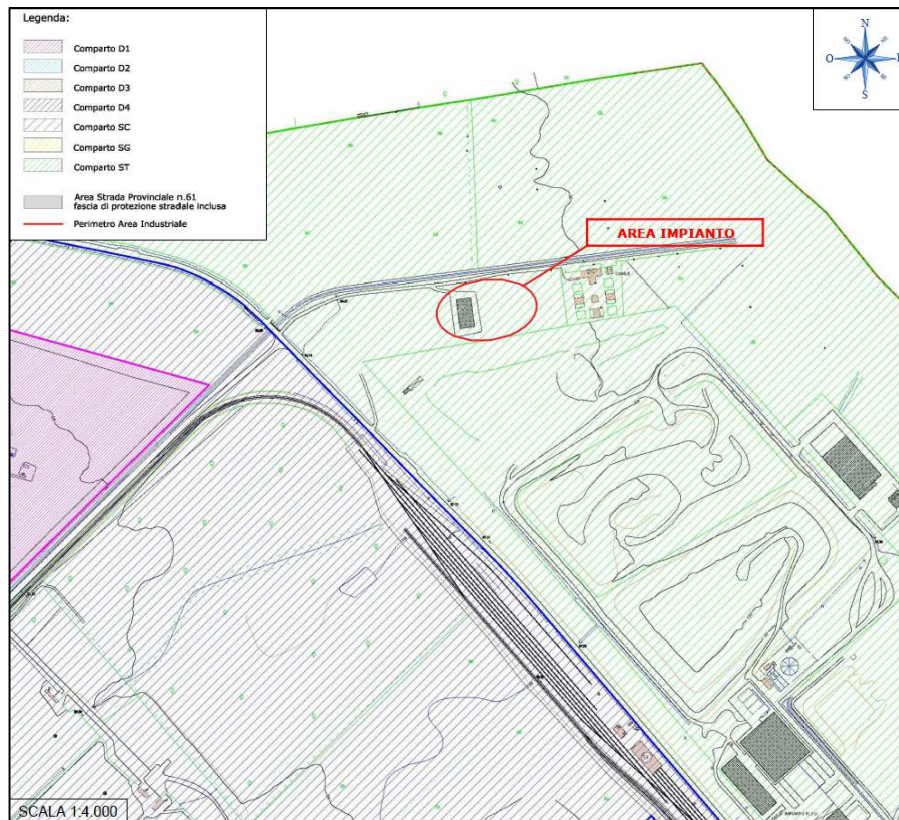 Legenda:
Comparto D1
Comparto D2
Comparto D3
Comparto D4
Comparto SC
Comparto SG
Comparto ST
Area Strada Provinciale n.61
fascia di protezione stradale inclusa
Perimetro Area Industriale
N
O
S
AREA IMPIANTO
SCALA 1:4.000